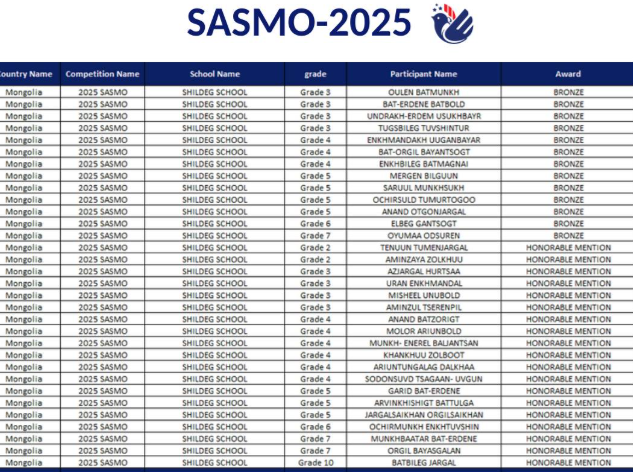 SASMO-2025
ountry Name Competition Name School Name grade Participant Name Award
Mongolia 2025 SASMO SHILDEG SCHOOL Grade 3 OULEN BATMUNKH BRONZE
Mongolia 2025 SASMO SHILDEG SCHOOL Grade 3 BAT-ERDENE BATBOLD BRONZE
Mongolia 2025 SASMO SHILDEG SCHOOL Grade 3 UNDRAKH-ERDEM USUKHBAYR BRONZE
Mongolia 2025 SASMO SHILDEG SCHOOL Grade 3 TUGSBILEG TUVSHINTUR BRONZE
Mongolia 2025 SASMO SHILDEG SCHOOL Grade 4 ENKHMANDAKH UUGANBAYAR BRONZE
Mongolia 2025 SASMO SHILDEG SCHOOL Grade 4 BAT-ORGIL BAYANTSOGT BRONZE
Mongolia 2025 SASMO SHILDEG SCHOOL Grade 4 ENKHBILEG BATMAGNAI BRONZE
Mongolia 2025 SASMO SHILDEG SCHOOL Grade 5 MERGEN BILGUUN BRONZE
Mongolia 2025 SASMO SHILDEG SCHOOL Grade 5 SARUUL MUNKHSUKH BRONZE
Mongolia 2025 SASMO SHILDEG SCHOOL Grade 5 OCHIRSULD TUMURTOGOO BRONZE
Mongolia 2025 SASMO SHILDEG SCHOOL Grade 5 ANAND OTGONJARGAL BRONZE
Mongolia 2025 SASMO SHILDEG SCHOOL Grade 6 ELBEG GANTSOGT BRONZE
Mongolia 2025 SASMO SHILDEG SCHOOL Grade 7 OYUMAA ODSUREN BRONZE
Mongolia 2025 SASMO SHILDEG SCHOOL Grade 2 TENUUN TUMENJARGAL HONORABLE MENTION
Mongolia 2025 SASMO SHILDEG SCHOOL Grade 2 AMINZAYA ZOLKHUU HONORABLE MENTION
Mongolia 2025 SASMO SHILDEG SCHOOL Grade 3 AZJARGAL HURTSAA HONORABLE MENTION
Mongolia 2025 SASMO SHILDEG SCHOOL Grade 3 URAN ENKHMANDAL HONORABLE MENTION
Mongolia 2025 SASMO SHILDEG SCHOOL Grade 3 MISHEEL UNUBOLD HONORABLE MENTION
Mongolia 2025 SASMO SHILDEG SCHOOL Grade 3 AMINZUL TSERENPIL HONORABLE MENTION
Mongolia 2025 SASMO SHILDEG SCHOOL Grade 4 ANAND BATZORIGT HONORABLE MENTION
Mongolia 2025 SASMO SHILDEG SCHOOL Grade 4 MOLOR ARIUNBOLD HONORABLE MENTION
Mongolia 2025 SASMO SHILDEG SCHOOL Grade 4 MUNKH- ENEREL BALJANTSAN HONORABLE MENTION
Mongolia 2025 SASMO SHILDEG SCHOOL Grade 4 KHANKHUU ZOLBOOT HONORABLE MENTION
Mongolia 2025 SASMO SHILDEG SCHOOL Grade 4 ARIUNTUNGALAG DALKHAA HONORABLE MENTION
Mongolia 2025 SASMO SHILDEG SCHOOL Grade 4 SODONSUVD TSAGAAN- UVGUN HONORABLE MENTION
Mongolia 2025 SASMO SHILDEG SCHOOL Grade 5 GARID BAT-ERDENE HONORABLE MENTION
Mongolia 2025 SASMO SHILDEG SCHOOL Grade 5 ARVINKHISHIGT BATTULGA HONORABLE MENTION
Mongolia 2025 SASMO SHILDEG SCHOOL Grade 5 JARGALSAIKHAN ORGILSAIKHAN HONORABLE MENTION
Mongolia 2025 SASMO SHILDEG SCHOOL Grade 6 OCHIRMUNKH ENKHTUVSHIN HONORABLE MENTION
Mongolia 2025 SASMO SHILDEG SCHOOL Grade 7 MUNKHBAATAR BAT-ERDENE HONORABLE MENTION
Mongolia 2025 SASMO SHILDEG SCHOOL Grade 7 ORGIL BAYASGALAN HONORABLE MENTION
Mongolia 2025 SASMO SHILDEG SCHOOL Grade 10 BATBILEG JARGAL HONORABLE MENTION